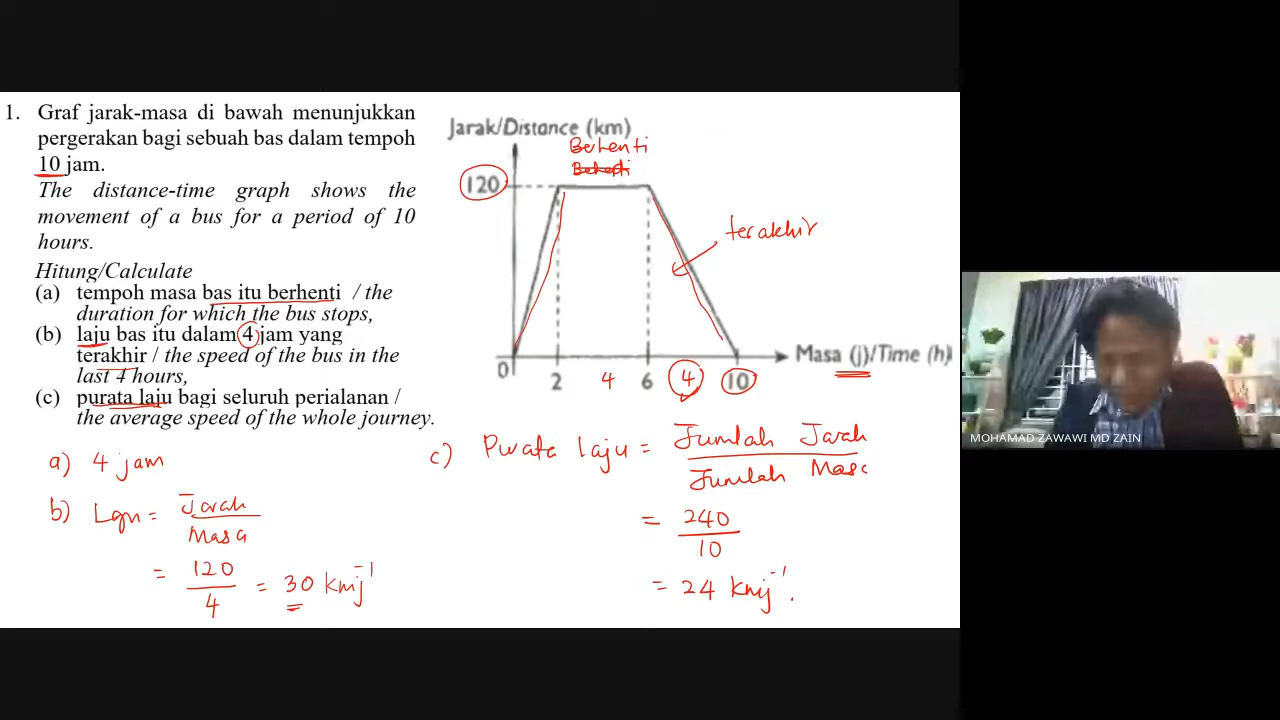 1. Graf jarak-masa di bawah menunjukkan
pergerakan bagi sebuah bas dalam tempoh
10 jam.
The distance-time graph shows the
movement of a bus for a period of 10
hours.
Hitung/Calculate
(a) tempoh masa bas itu berhenti / the
duration for which the bus stops,
(b) laju bas itu dalam 4 jam yang
terakhir / the speed of the bus in the
last 4 hours,
(c) purata laju bagi seluruh perjalanan /
the average speed of the whole journey.
Jarak/Distance (km)
Berhenti
120
terakhir
Masa (j)/Time (h)
0 2 4 6 4 10
a) 4 jam
b) Laju = Jarak
Masa
= 120
4
= 30 kmj⁻¹
c) Purata laju = Jumlah Jarak
Jumlah Masa
= 240
10
= 24 kmj⁻¹.
MOHAMAD ZAWAWI MD ZAIN